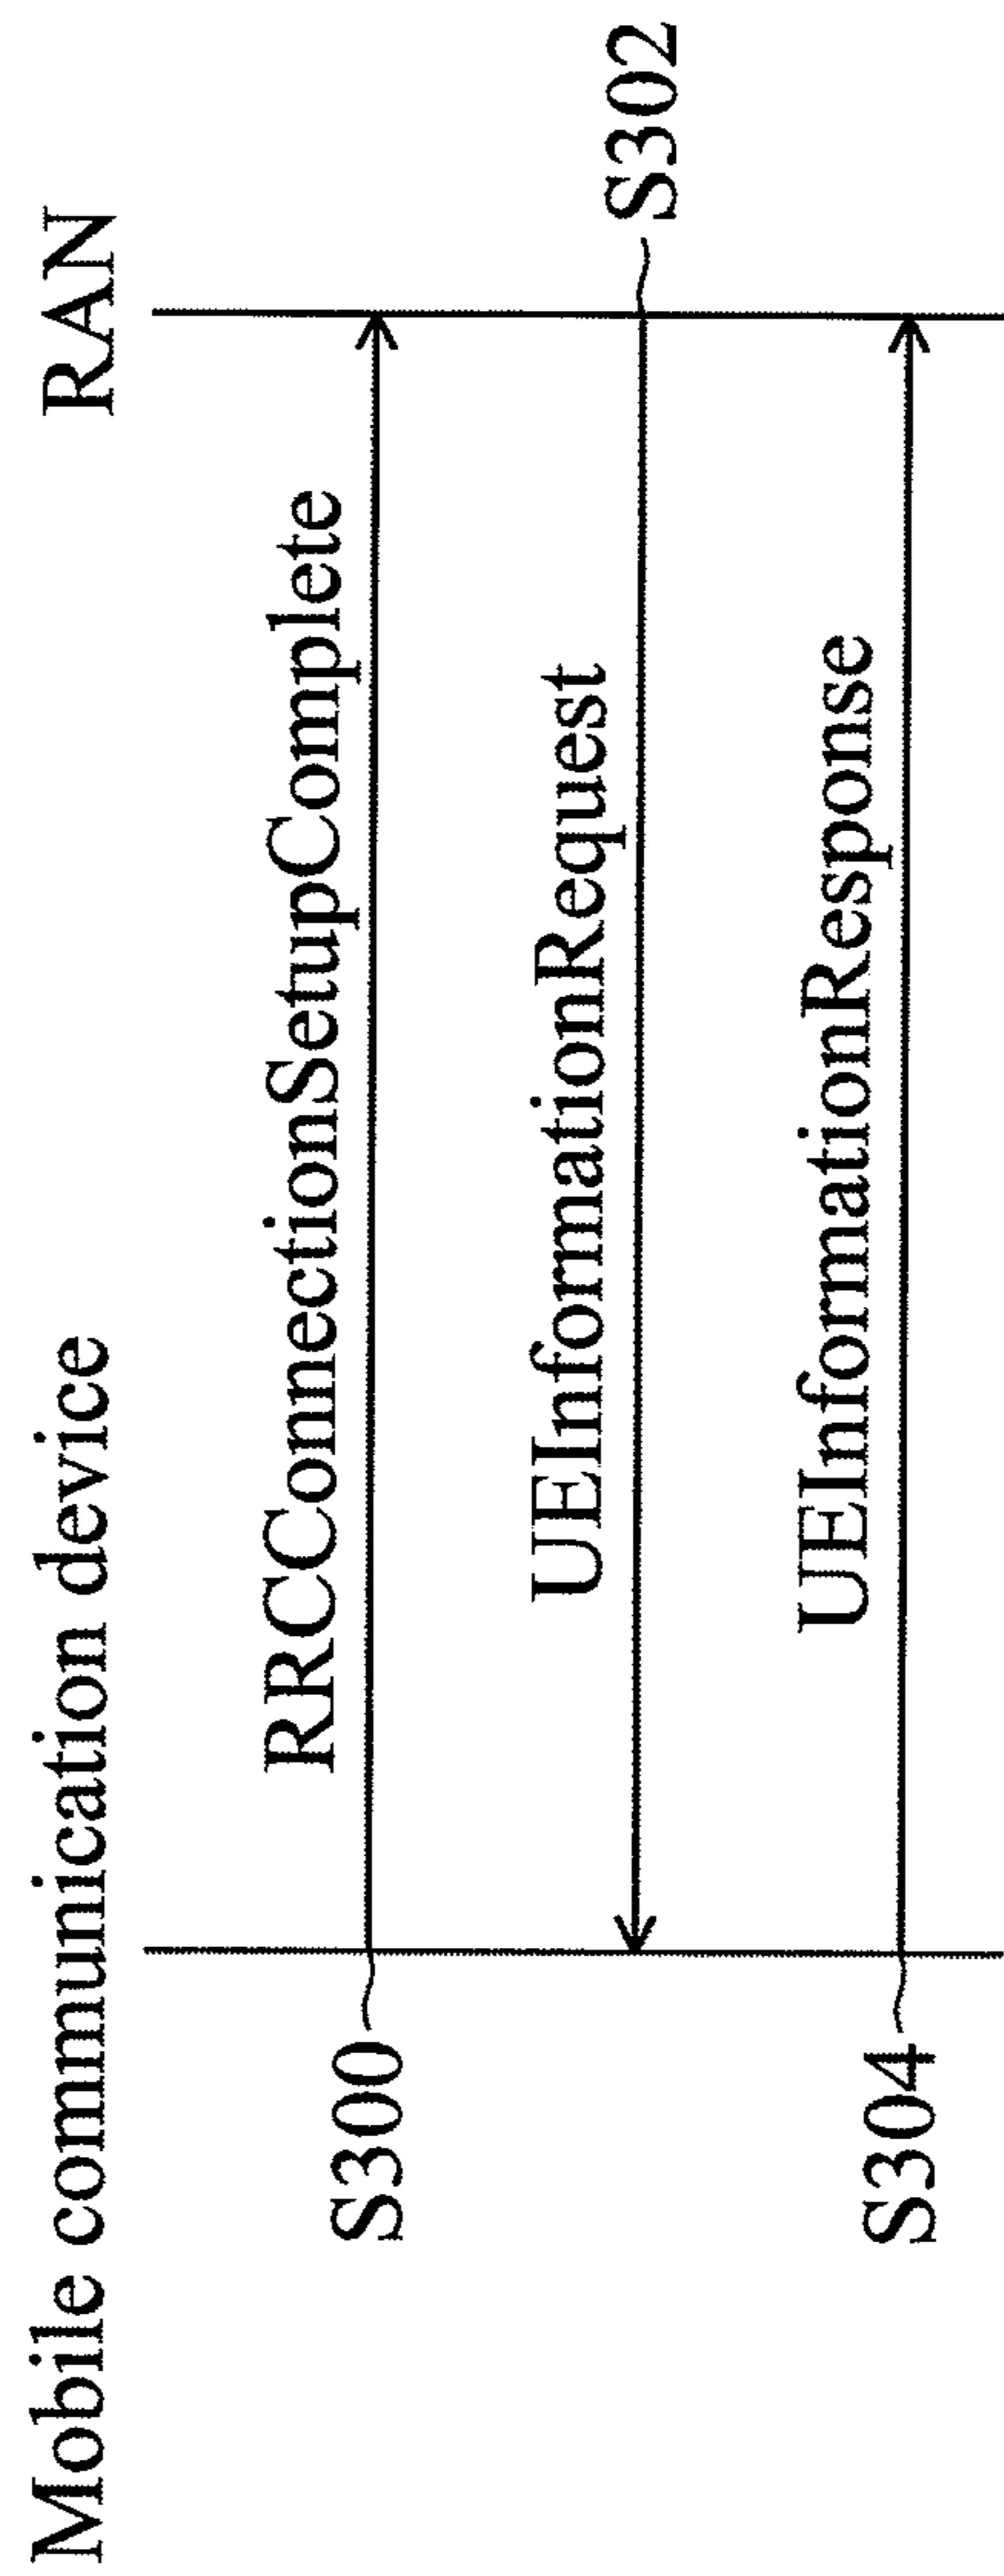 Mobile communication device
RAN
RRCConnectionSetupComplete
S300
UEInformationRequest
S302
UEInformationResponse
S304